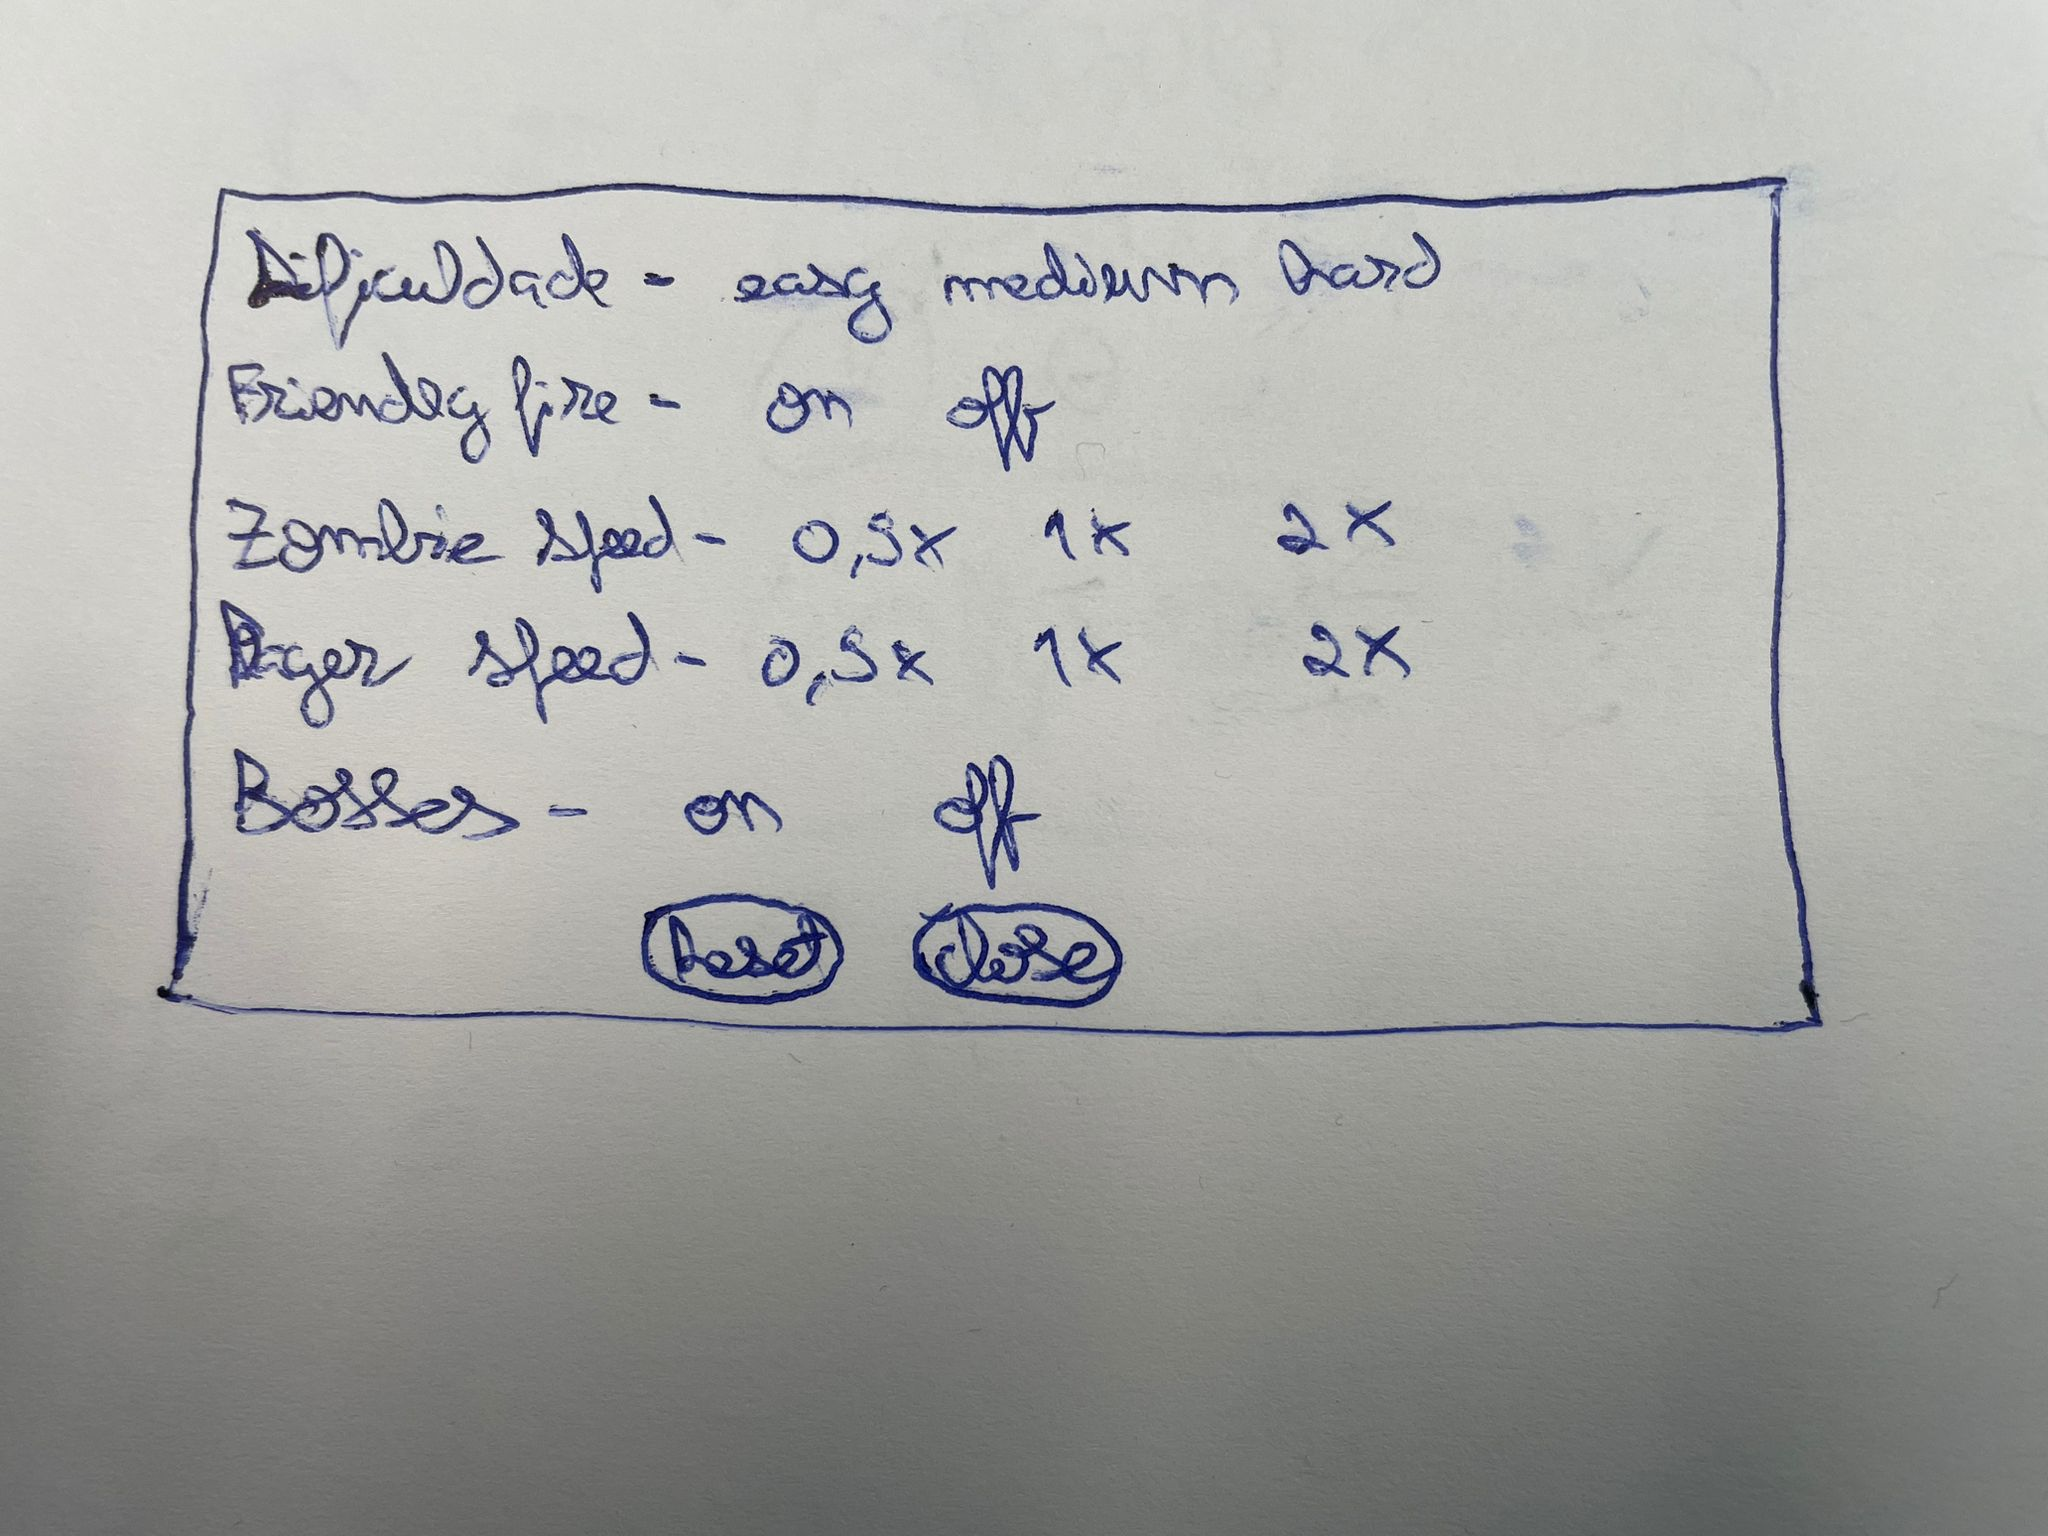 Dificuldade - easy medium hard
Friendly fire - on off
Zombie speed - 0,5x 1x 2x
speed - 0,5x 1x 2x
Bosses - on off
Reset close